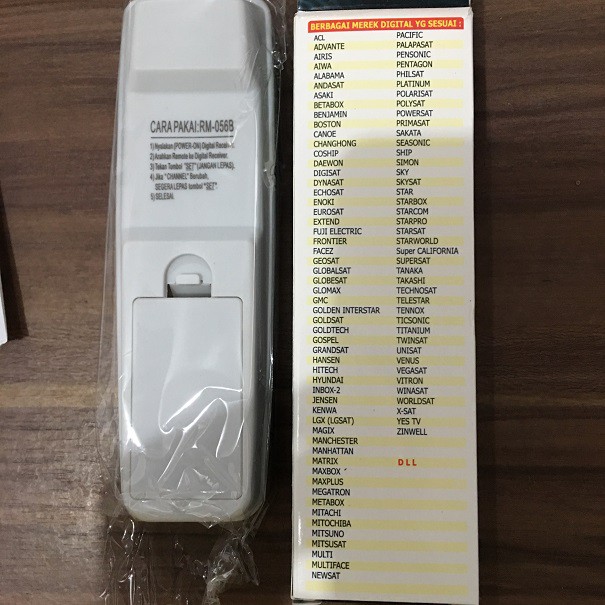 CARA PAKAI:RM-056B
1) Nyalakan (POWER-ON) Digital Receiver.
2) Arahkan Remote ke Digital Receiver.
3) Tekan Tombol "SET" (JANGAN LEPAS).
4) Jika "CHANNEL" Berubah,
SEGERA LEPAS tombol "SET".
5) SELESAI.
BERBAGAI MEREK DIGITAL YG SESUAI :
ACL
ADVANTE
AIRIS
AIWA
ALABAMA
ANDASAT
ASAKI
BETABOX
BENJAMIN
BOSTON
CANOE
CHANGHONG
COSHIP
DAEWON
DIGISAT
DYNASAT
ECHOSAT
ENOKI
EUROSAT
EXTEND
FUJI ELECTRIC
FRONTIER
FACEZ
GEOSAT
GLOBALSAT
GLOBESAT
GLOMAX
GMC
GOLDEN INTERSTAR
GOLDSAT
GOLDTECH
GOSPEL
GRANDSAT
HANSEN
HITECH
HYUNDAI
INBOX-2
JENSEN
KENWA
LGX (LGSAT)
MAGIX
MANCHESTER
MANHATTAN
MATRIX
MAXBOX
MAXPLUS
MEGATRON
METABOX
MITACHI
MITOCHIBA
MITSUNO
MITSUSAT
MULTI
MULTIFACE
NEWSAT
PACIFIC
PALAPASAT
PENSONIC
PENTAGON
PHILSAT
PLATINUM
POLARISAT
POLYSAT
POWERSAT
PRIMASAT
SAKATA
SEASONIC
SHIP
SIMON
SKY
SKYSAT
STAR
STARBOX
STARCOM
STARPRO
STARSAT
STARWORLD
Super CALIFORNIA
SUPERSAT
TANAKA
TAKASHI
TECHNOSAT
TELESTAR
TENNOX
TICSONIC
TITANIUM
TWINSAT
UNISAT
VENUS
VEGASAT
VITRON
WINASAT
WORLDSAT
X-SAT
YES TV
ZINWELL
DLL